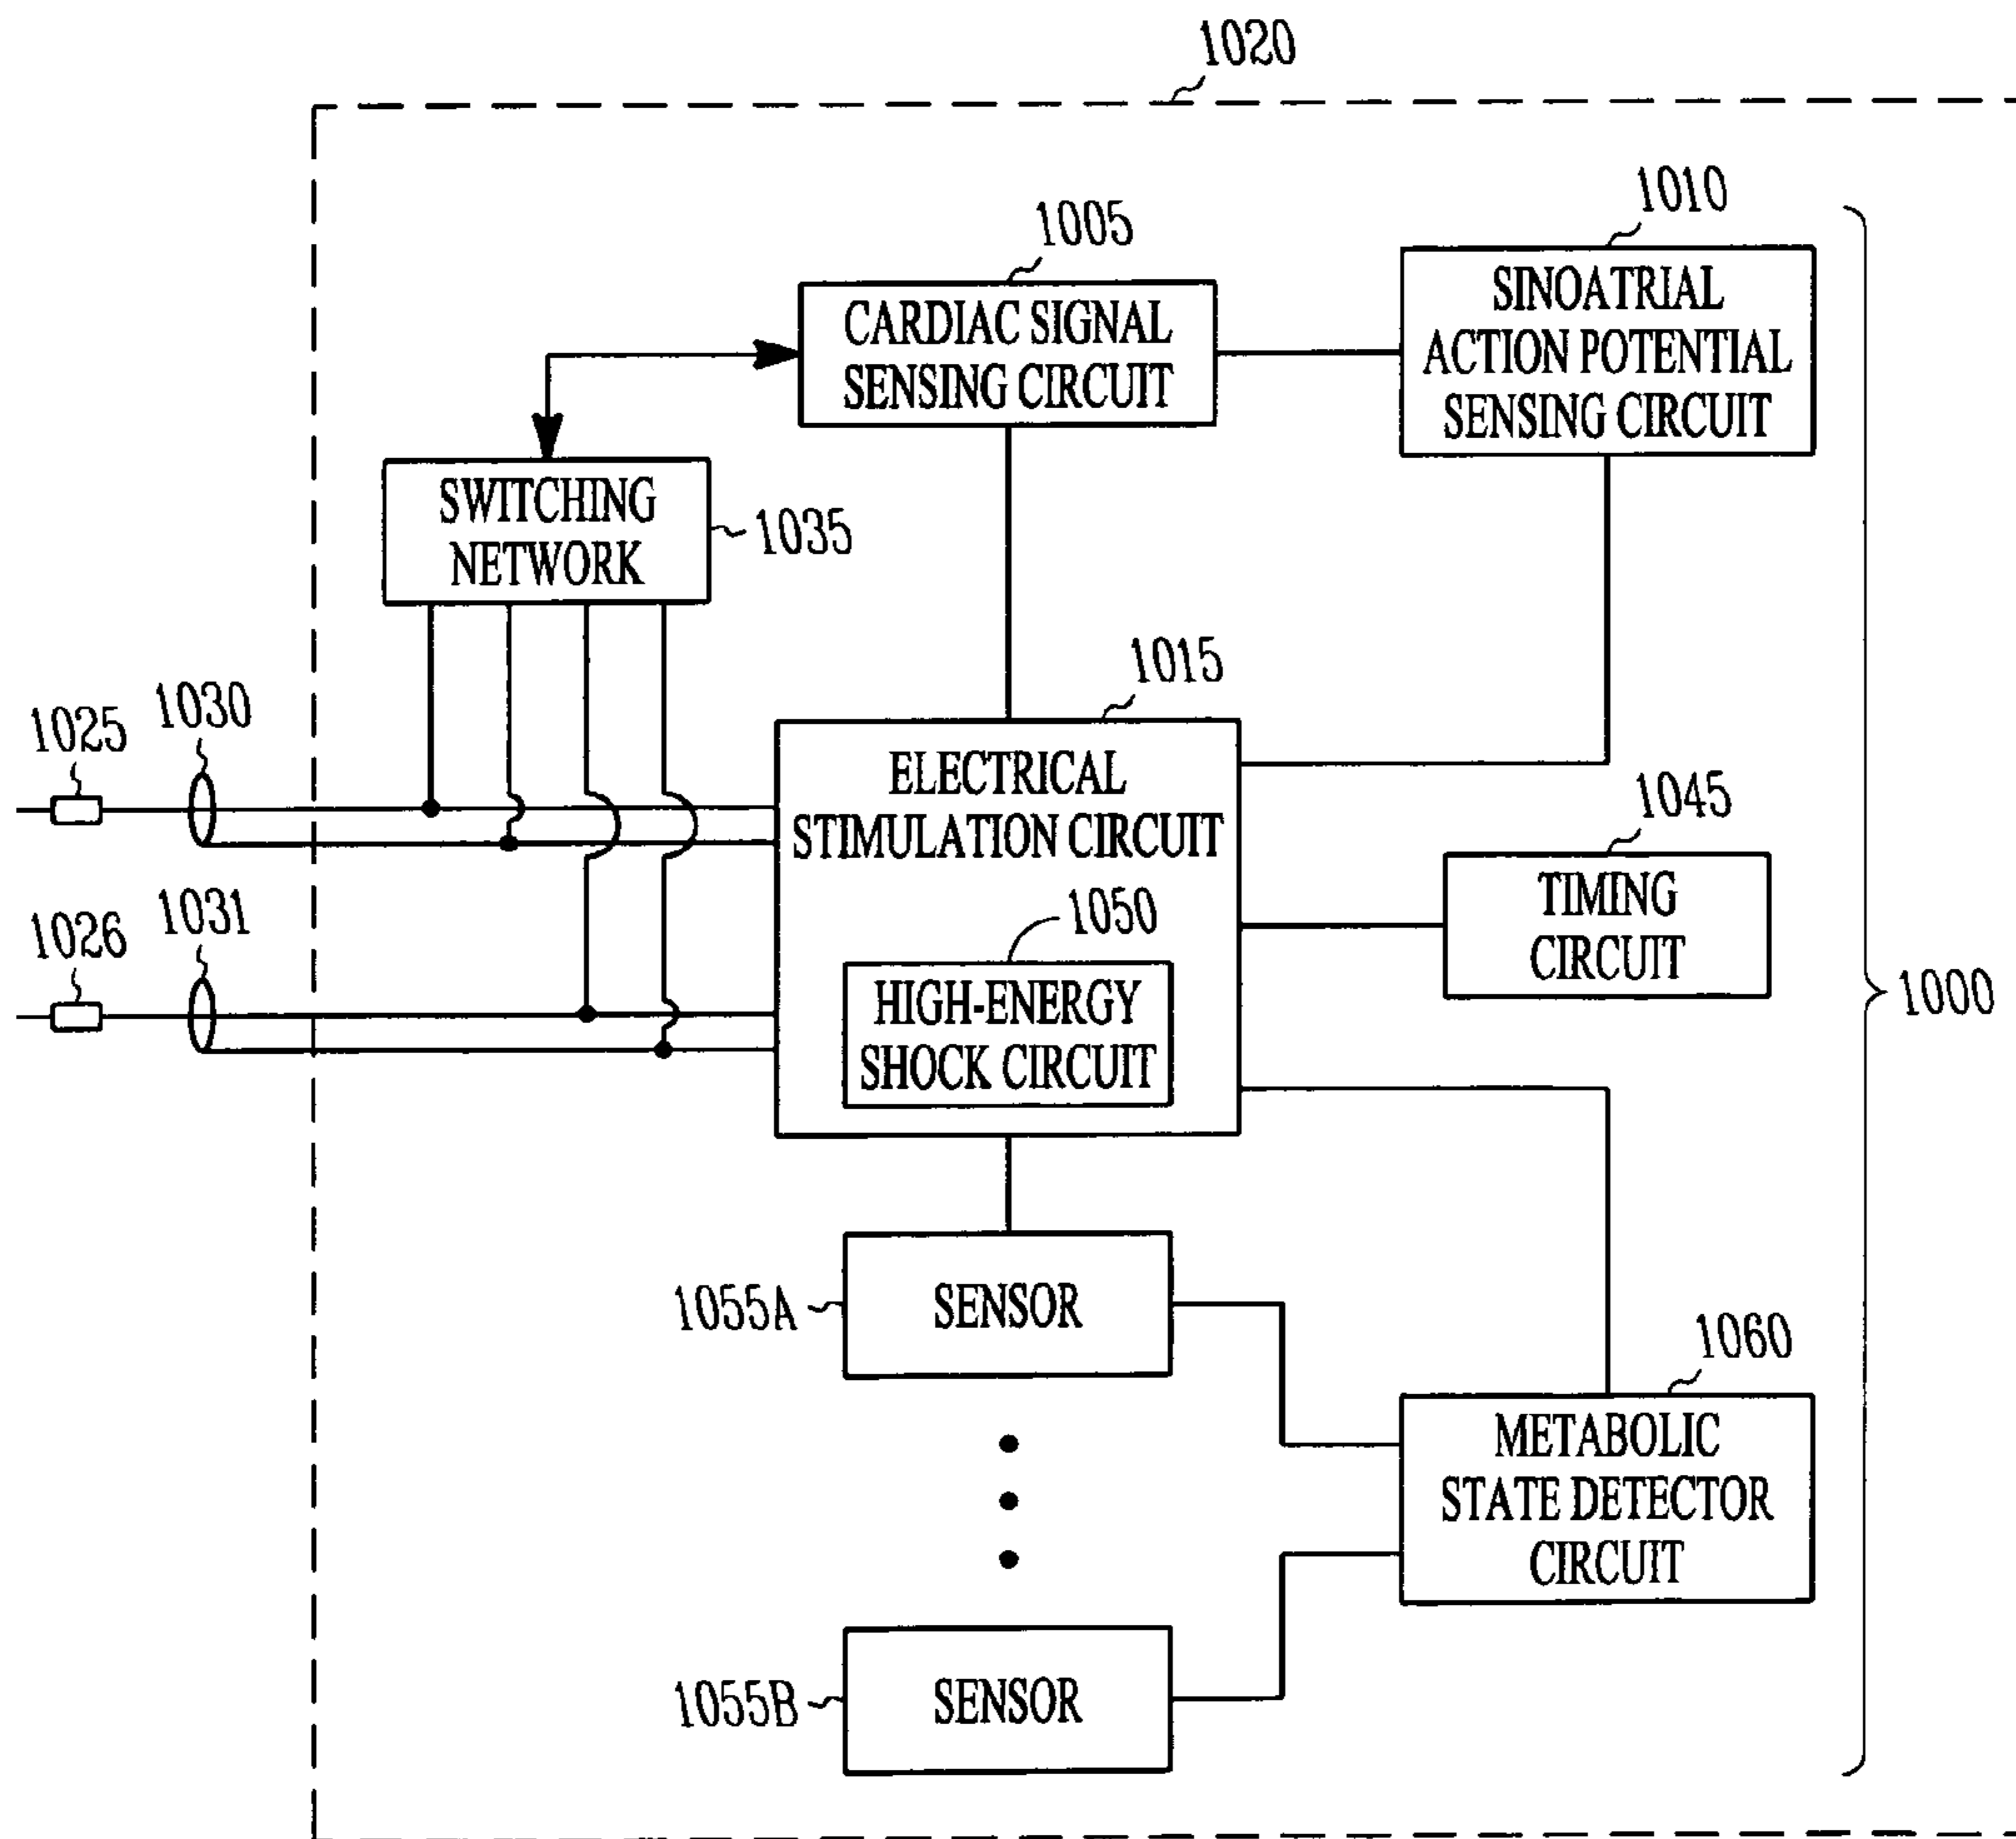 1020
1010
1005
SINOATRIAL
ACTION POTENTIAL
SENSING CIRCUIT
CARDIAC SIGNAL
SENSING CIRCUIT
SWITCHING
NETWORK
1035
1015
1030
1025
ELECTRICAL
STIMULATION CIRCUIT
1045
TIMING
CIRCUIT
1031
1026
1050
HIGH-ENERGY
SHOCK CIRCUIT
1000
SENSOR
1055A
1060
METABOLIC
STATE DETECTOR
CIRCUIT
SENSOR
1055B